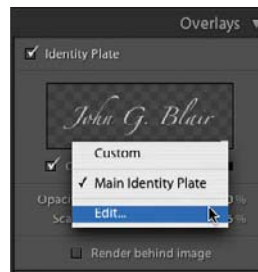 Overlays
Identity Plate
John G. Blair
Custom
✓ Main Identity Plate
Edit...
Render behind image